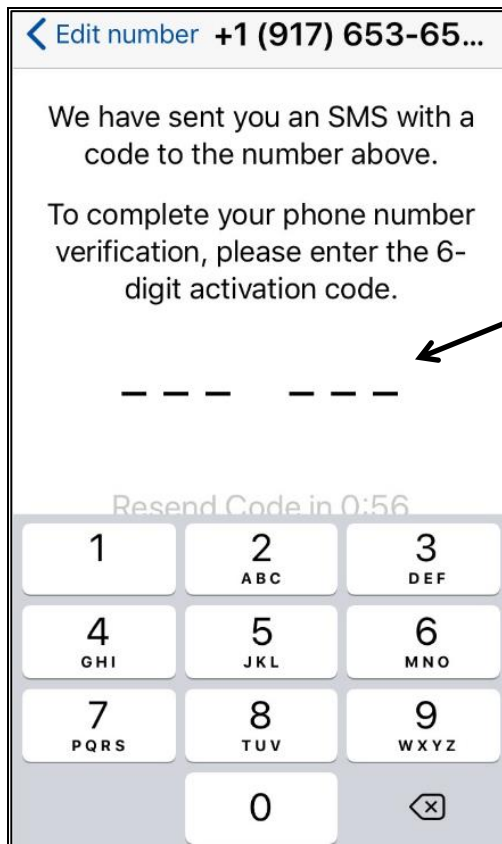 Edit number +1 (917) 653-65...
We have sent you an SMS with a
code to the number above.
To complete your phone number
verification, please enter the 6-
digit activation code.
Resend Code in 0:56
1 2 3
ABC DEF
4 5 6
GHI JKL MNO
7 8 9
PQRS TUV WXYZ
0